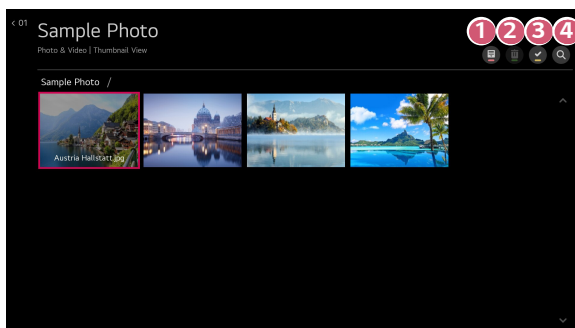 < 01
Sample Photo
1 2 3 4
Photo & Video | Thumbnail View
Sample Photo /
Austria Hallstatt.jpg